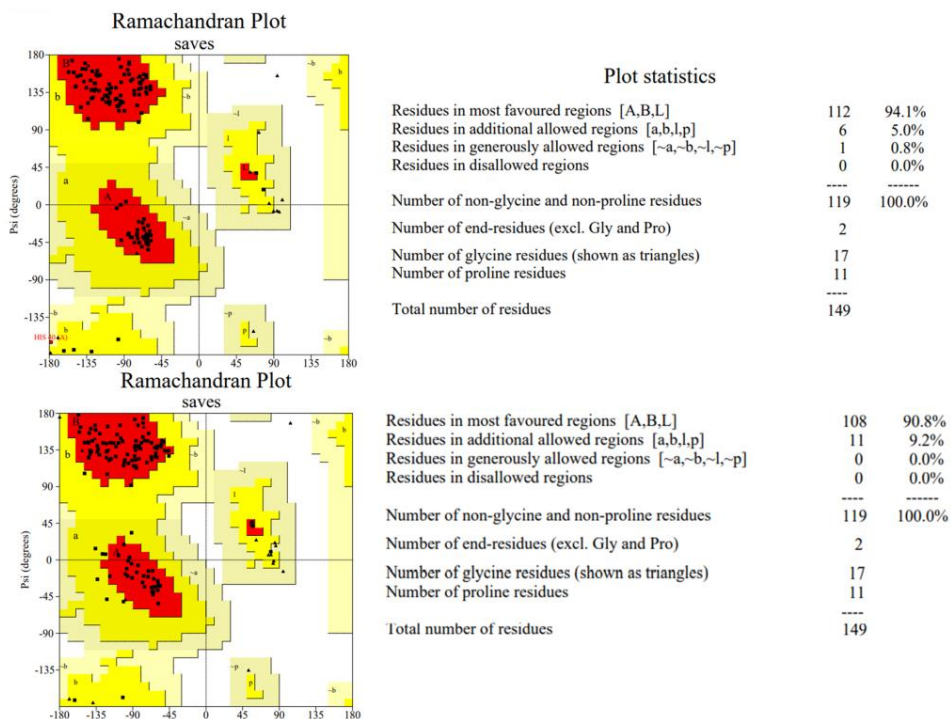 Ramachandran Plot
saves
B
b
~b
~b
b
l
~l
a
A
~a
~p
p
~b
b
~b
HIS 40 (A)
180
135
90
45
0
-45
-90
-135
-180 -135 -90 -45 0 45 90 135 180
Psi (degrees)
Plot statistics
Residues in most favoured regions [A,B,L] 112 94.1%
Residues in additional allowed regions [a,b,l,p] 6 5.0%
Residues in generously allowed regions [~a,~b,~l,~p] 1 0.8%
Residues in disallowed regions 0 0.0%
---- ------
Number of non-glycine and non-proline residues 119 100.0%
Number of end-residues (excl. Gly and Pro) 2
Number of glycine residues (shown as triangles) 17
Number of proline residues 11
----
Total number of residues 149
Ramachandran Plot
saves
B
b
~b
~b
b
~l
l
a
A
~a
~p
p
~b
b
~b
180
135
90
45
0
-45
-90
-135
-180 -135 -90 -45 0 45 90 135 180
Psi (degrees)
Residues in most favoured regions [A,B,L] 108 90.8%
Residues in additional allowed regions [a,b,l,p] 11 9.2%
Residues in generously allowed regions [~a,~b,~l,~p] 0 0.0%
Residues in disallowed regions 0 0.0%
---- ------
Number of non-glycine and non-proline residues 119 100.0%
Number of end-residues (excl. Gly and Pro) 2
Number of glycine residues (shown as triangles) 17
Number of proline residues 11
----
Total number of residues 149